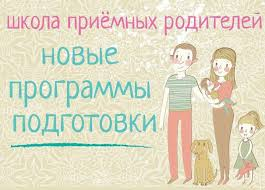 школа приёмных родителей
новые
программы
подготовки